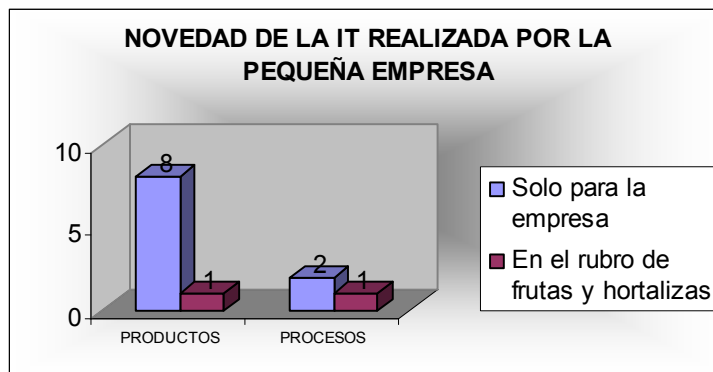 NOVEDAD DE LA IT REALIZADA POR LA
PEQUEÑA EMPRESA
10
5
0
8
1
2
1
PRODUCTOS
PROCESOS
Solo para la
empresa
En el rubro de
frutas y hortalizas